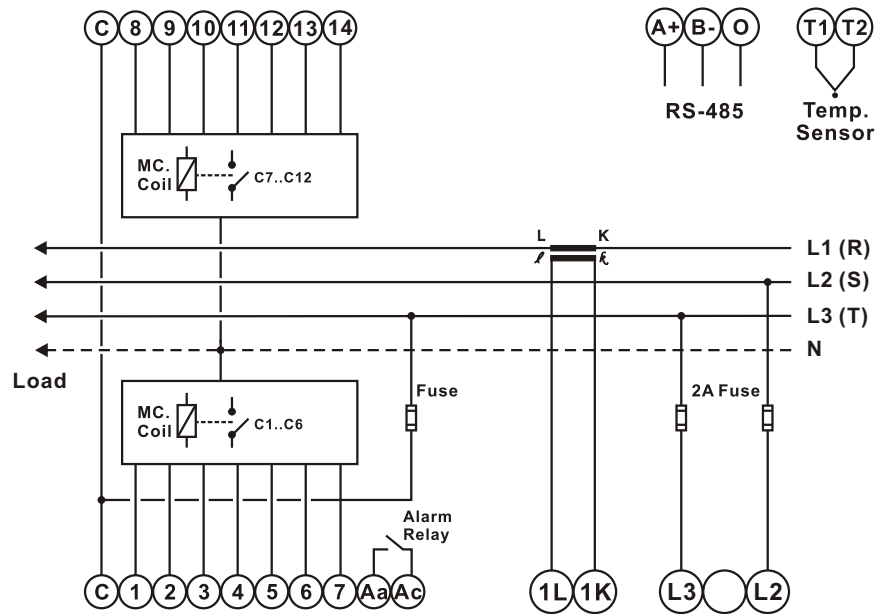 C 8 9 10 11 12 13 14
A+ B- O
T1 T2
RS-485
Temp.
Sensor
MC.
Coil
C7..C12
L K
ℓ k
L1 (R)
L2 (S)
L3 (T)
N
Load
MC.
Coil
C1..C6
Fuse
2A Fuse
Alarm
Relay
C 1 2 3 4 5 6 7 Aa Ac
1L 1K
L3 L2